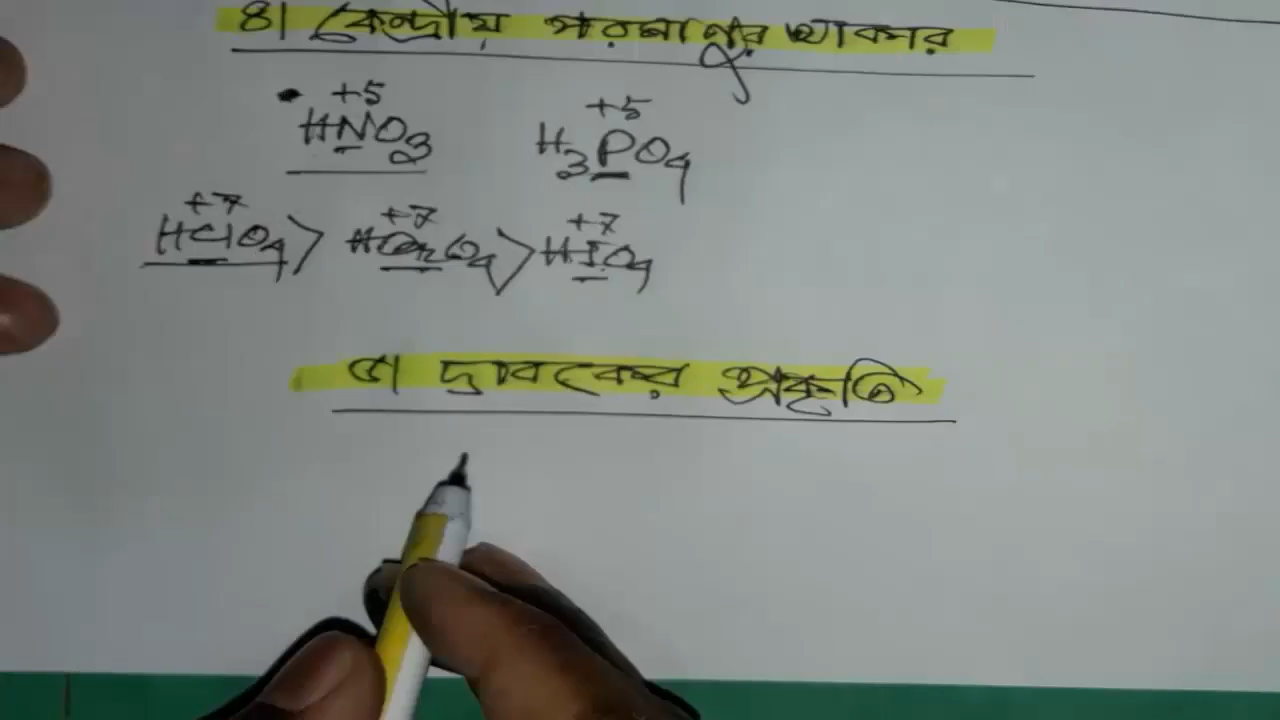 ৪। কেন্দ্রীয় পরমাণুর আকার
+5 +5
HNO3 H3PO4
+7 +7 +7
HClO4 > HBrO4 > HIO4
৫। দ্রাবকের প্রকৃতি